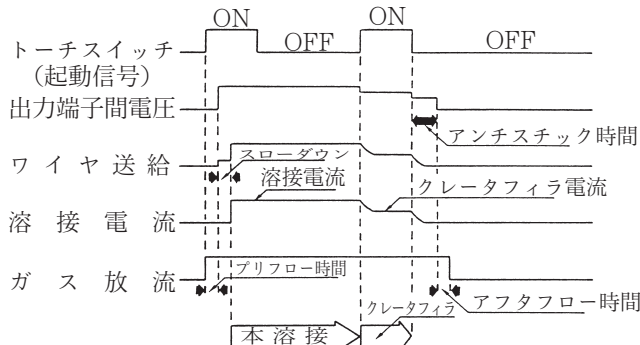 ON ON
トーチスイッチ OFF OFF
（起動信号）
出力端子間電圧
アンチスチック時間
ワイヤ送給 スローダウン
溶接電流 クレータフィラ電流
溶接電流
ガス放流 プリフロー時間
アフタフロー時間
本溶接 クレータフィラ